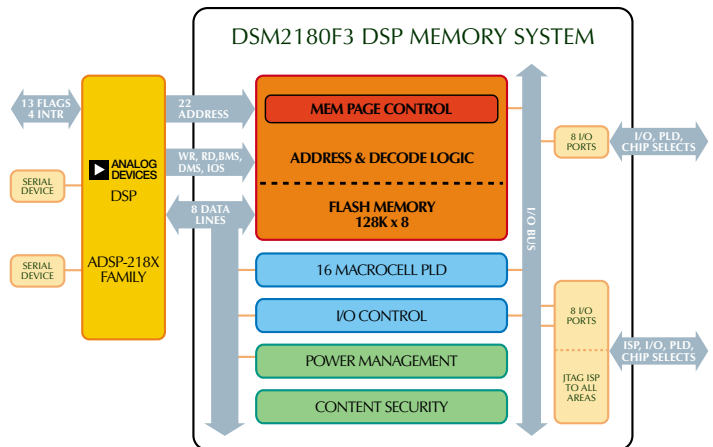 DSM2180F3 DSP MEMORY SYSTEM
13 FLAGS
4 INTR
22
ADDRESS
MEM PAGE CONTROL
8 I/O
PORTS
I/O, PLD,
CHIP SELECTS
WR, RD,BMS,
DMS, IOS
ADDRESS & DECODE LOGIC
ANALOG
DEVICES
DSP
SERIAL
DEVICE
8 DATA
LINES
FLASH MEMORY
128K x 8
I/O BUS
SERIAL
DEVICE
ADSP-218X
FAMILY
16 MACROCELL PLD
I/O CONTROL
8 I/O
PORTS
ISP, I/O, PLD,
CHIP SELECTS
POWER MANAGEMENT
JTAG ISP
TO ALL
AREAS
CONTENT SECURITY